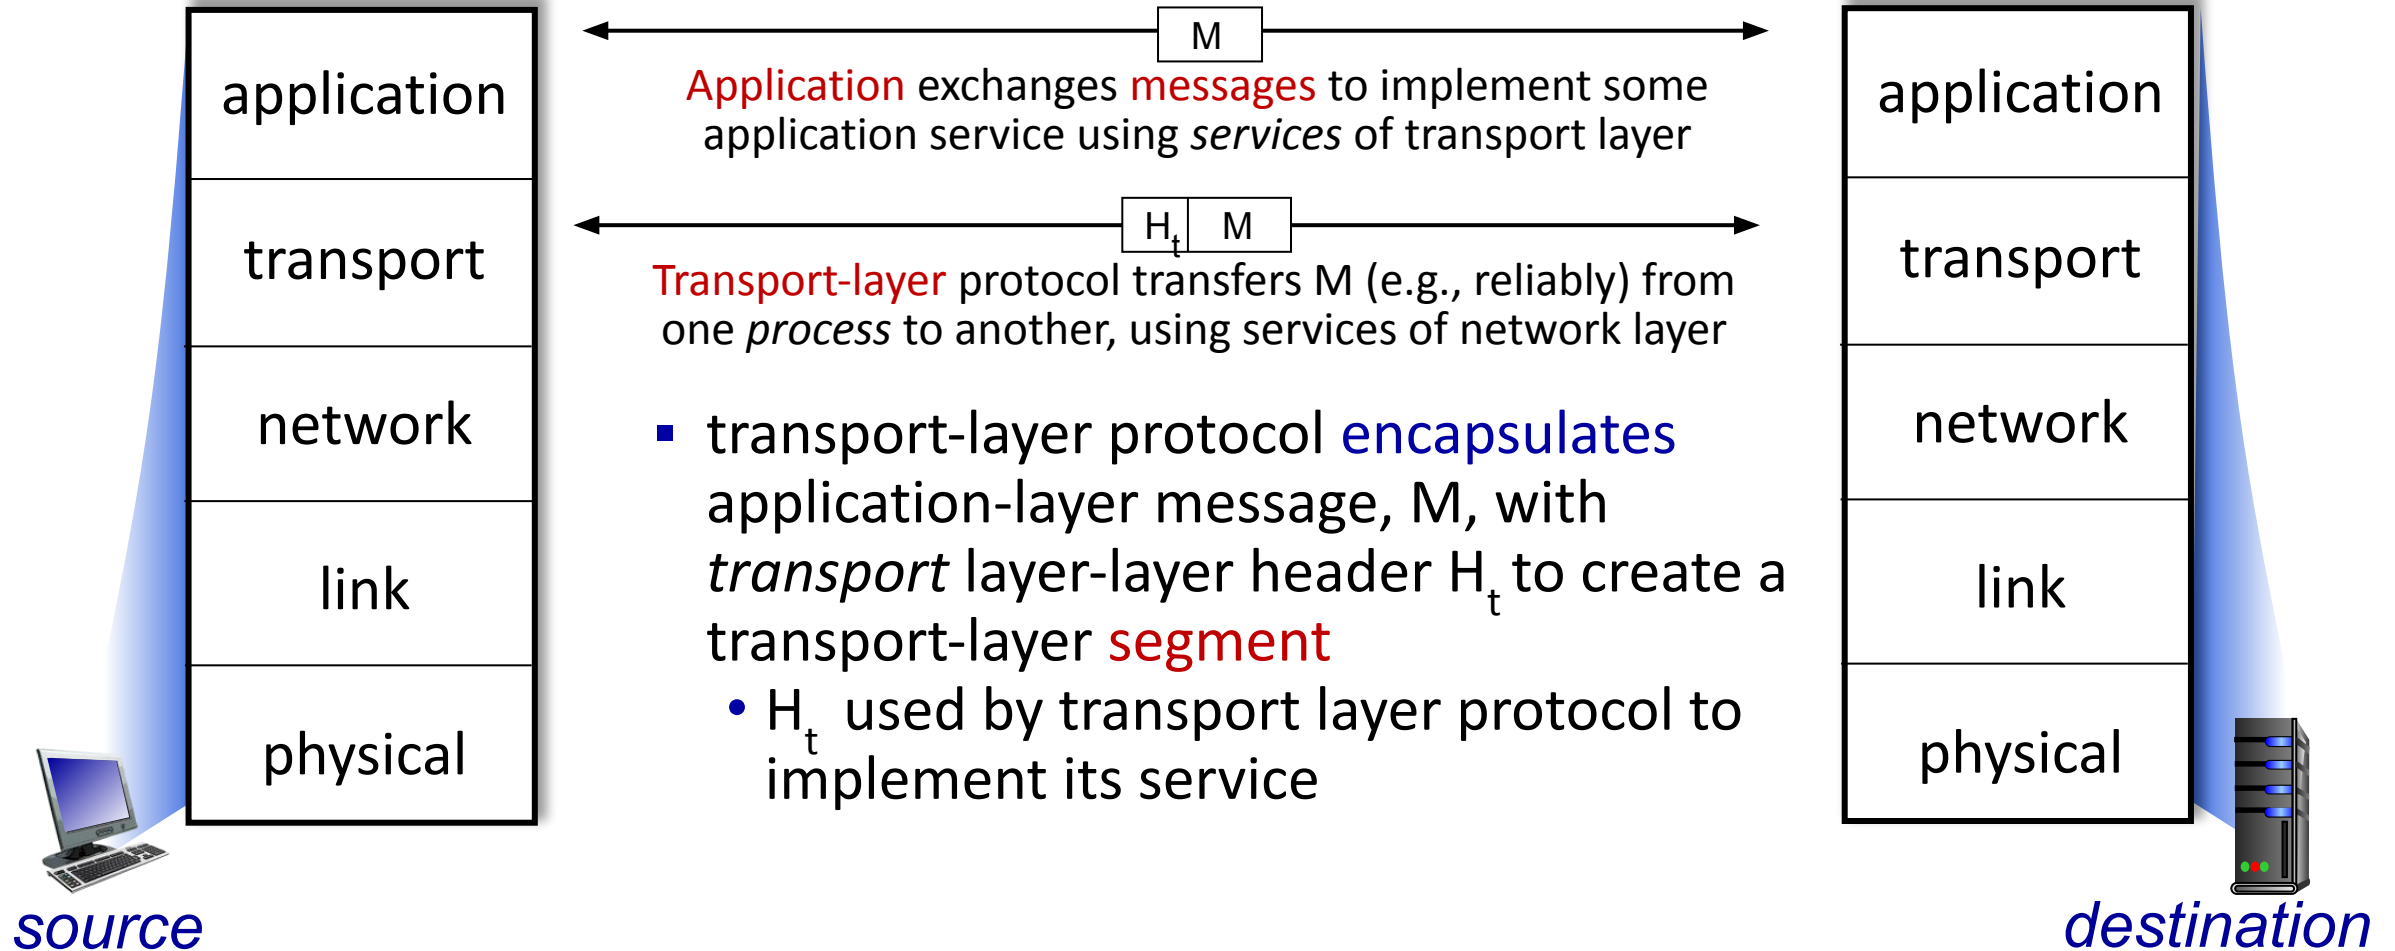 M
application
Application exchanges messages to implement some
application service using services of transport layer
application
Ht M
transport
Transport-layer protocol transfers M (e.g., reliably) from
one process to another, using services of network layer
transport
network
network
transport-layer protocol encapsulates
application-layer message, M, with
transport layer-layer header Ht to create a
transport-layer segment
Ht used by transport layer protocol to
implement its service
link
link
physical
physical
source
destination